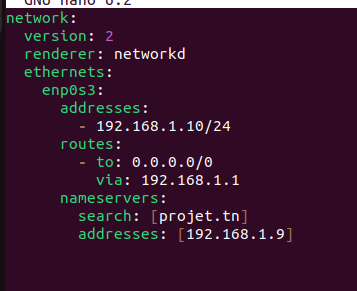 GNU nano 6.2
network:
  version: 2
  renderer: networkd
  ethernets:
    enp0s3:
      addresses:
        - 192.168.1.10/24
      routes:
        - to: 0.0.0.0/0
          via: 192.168.1.1
      nameservers:
        search: [projet.tn]
        addresses: [192.168.1.9]